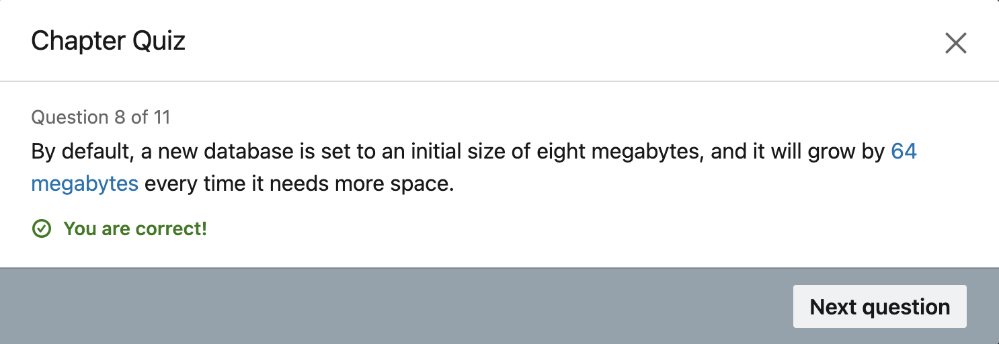 Chapter Quiz
Question 8 of 11
By default, a new database is set to an initial size of eight megabytes, and it will grow by 64
megabytes every time it needs more space.
You are correct!
Next question